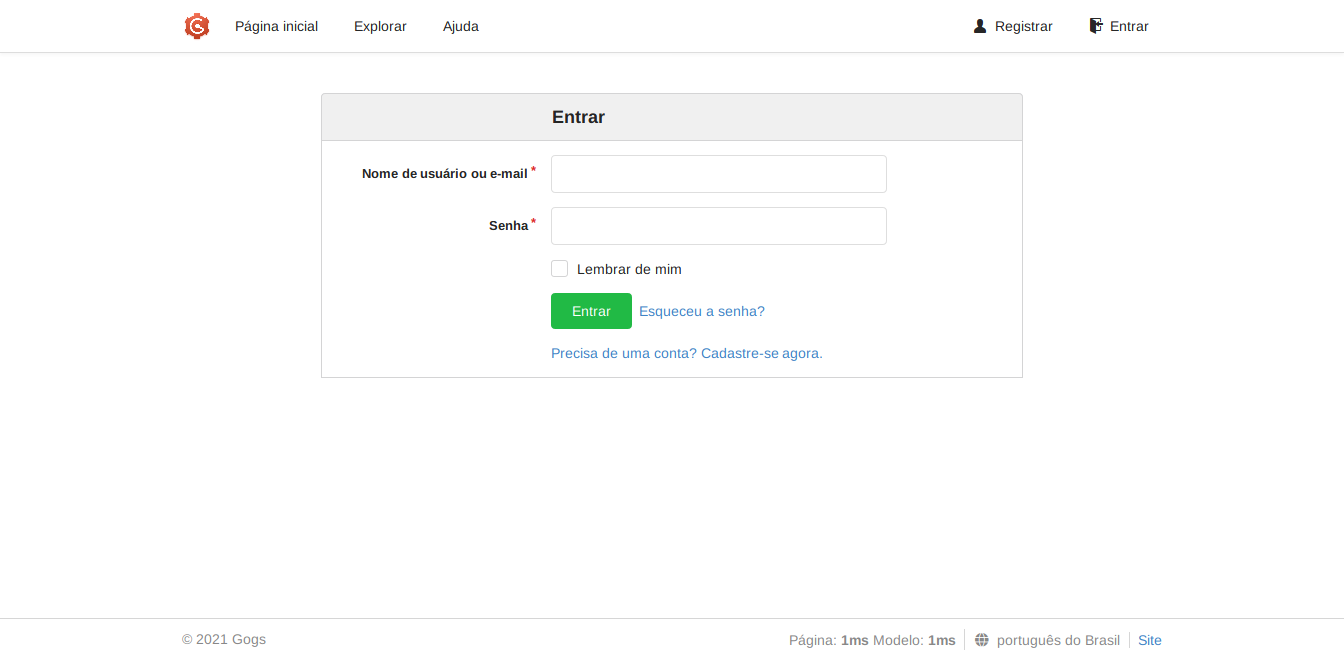 Página inicial Explorar Ajuda Registrar Entrar
Entrar
Nome de usuário ou e-mail *
Senha *
Lembrar de mim
Entrar Esqueceu a senha?
Precisa de uma conta? Cadastre-se agora.
© 2021 Gogs Página: 1ms Modelo: 1ms português do Brasil Site